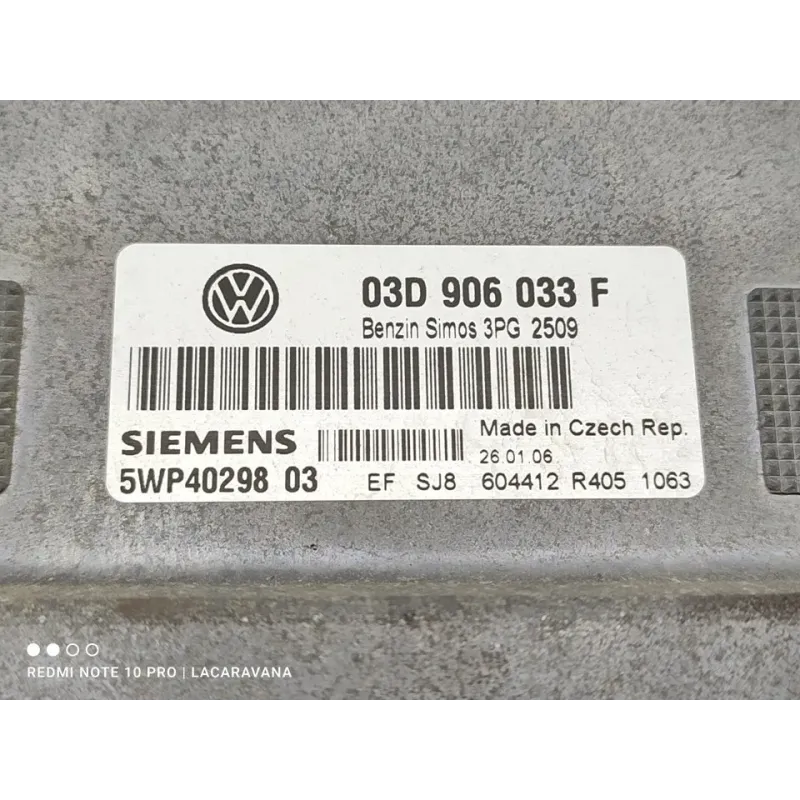 03D 906 033 F
Benzin Simos 3PG 2509
SIEMENS
Made in Czech Rep.
26.01.06.
5WP40298 03
EF SJ8 604412 R405 1063
REDMI NOTE 10 PRO | LACARAVANA